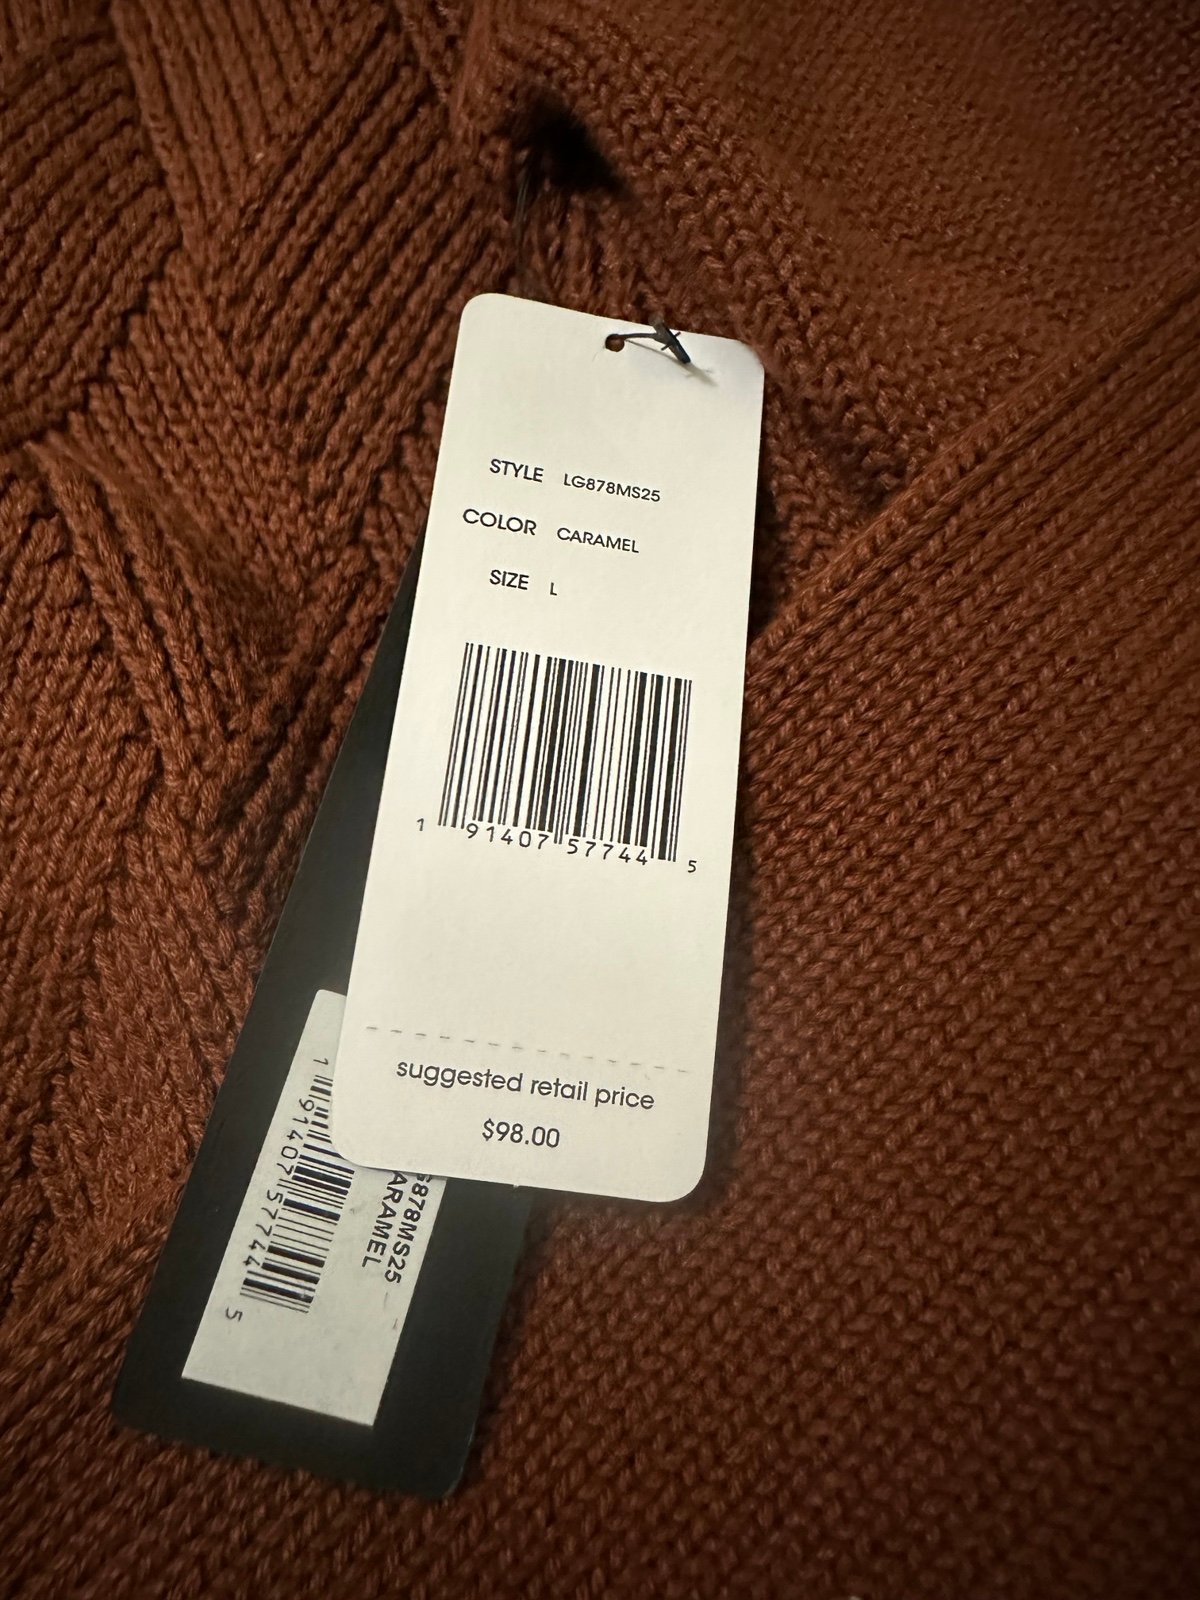 STYLE LG878MS25
COLOR CARAMEL
SIZE L
1 91407 57744 5
suggested retail price
$98.00
G878MS25
ARAMEL
1 91407 57744 5